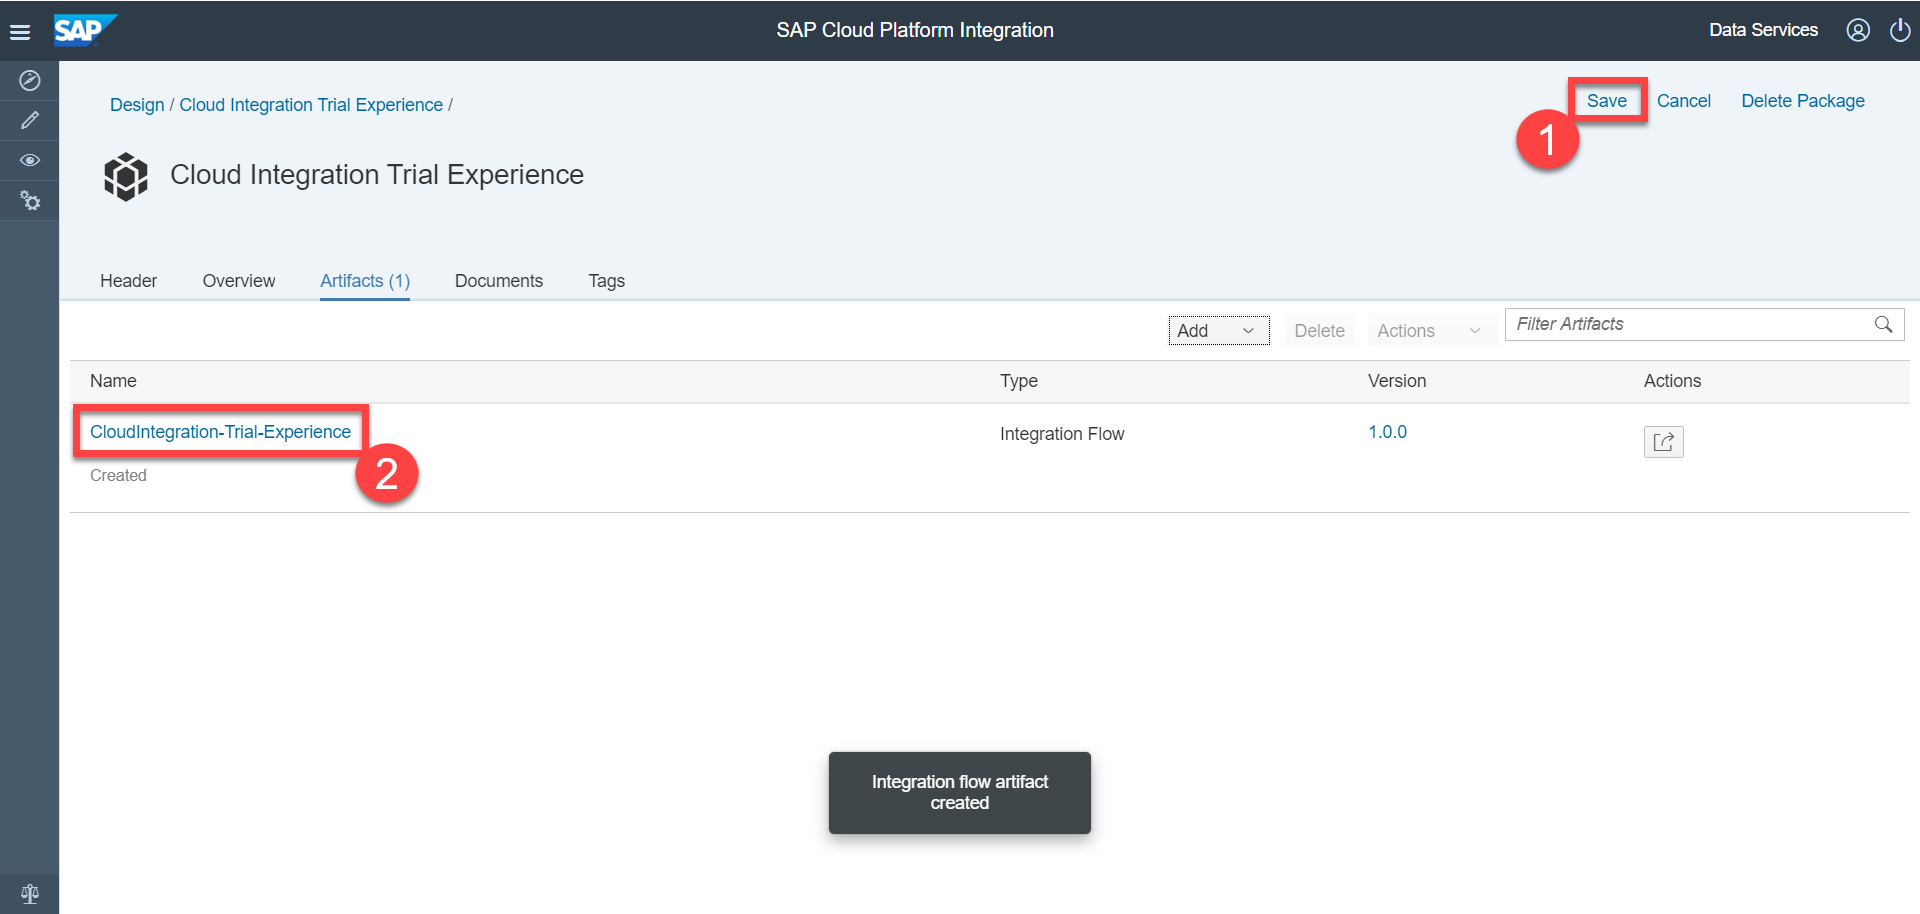 SAP
SAP Cloud Platform Integration
Data Services
Design / Cloud Integration Trial Experience /
Save
Cancel
Delete Package
1
Cloud Integration Trial Experience
Header
Overview
Artifacts (1)
Documents
Tags
Add
Delete
Actions
Filter Artifacts
Name
Type
Version
Actions
CloudIntegration-Trial-Experience
Integration Flow
1.0.0
Created
2
Integration flow artifact
created